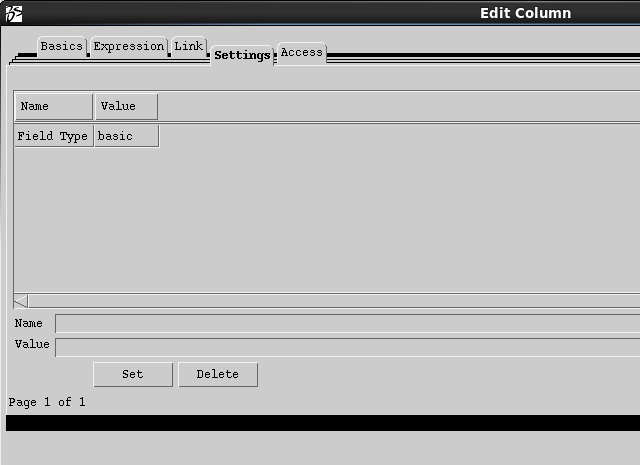 Edit Column
Basics Expression Link Settings Access
Name Value
Field Type basic
Name
Value
Set Delete
Page 1 of 1